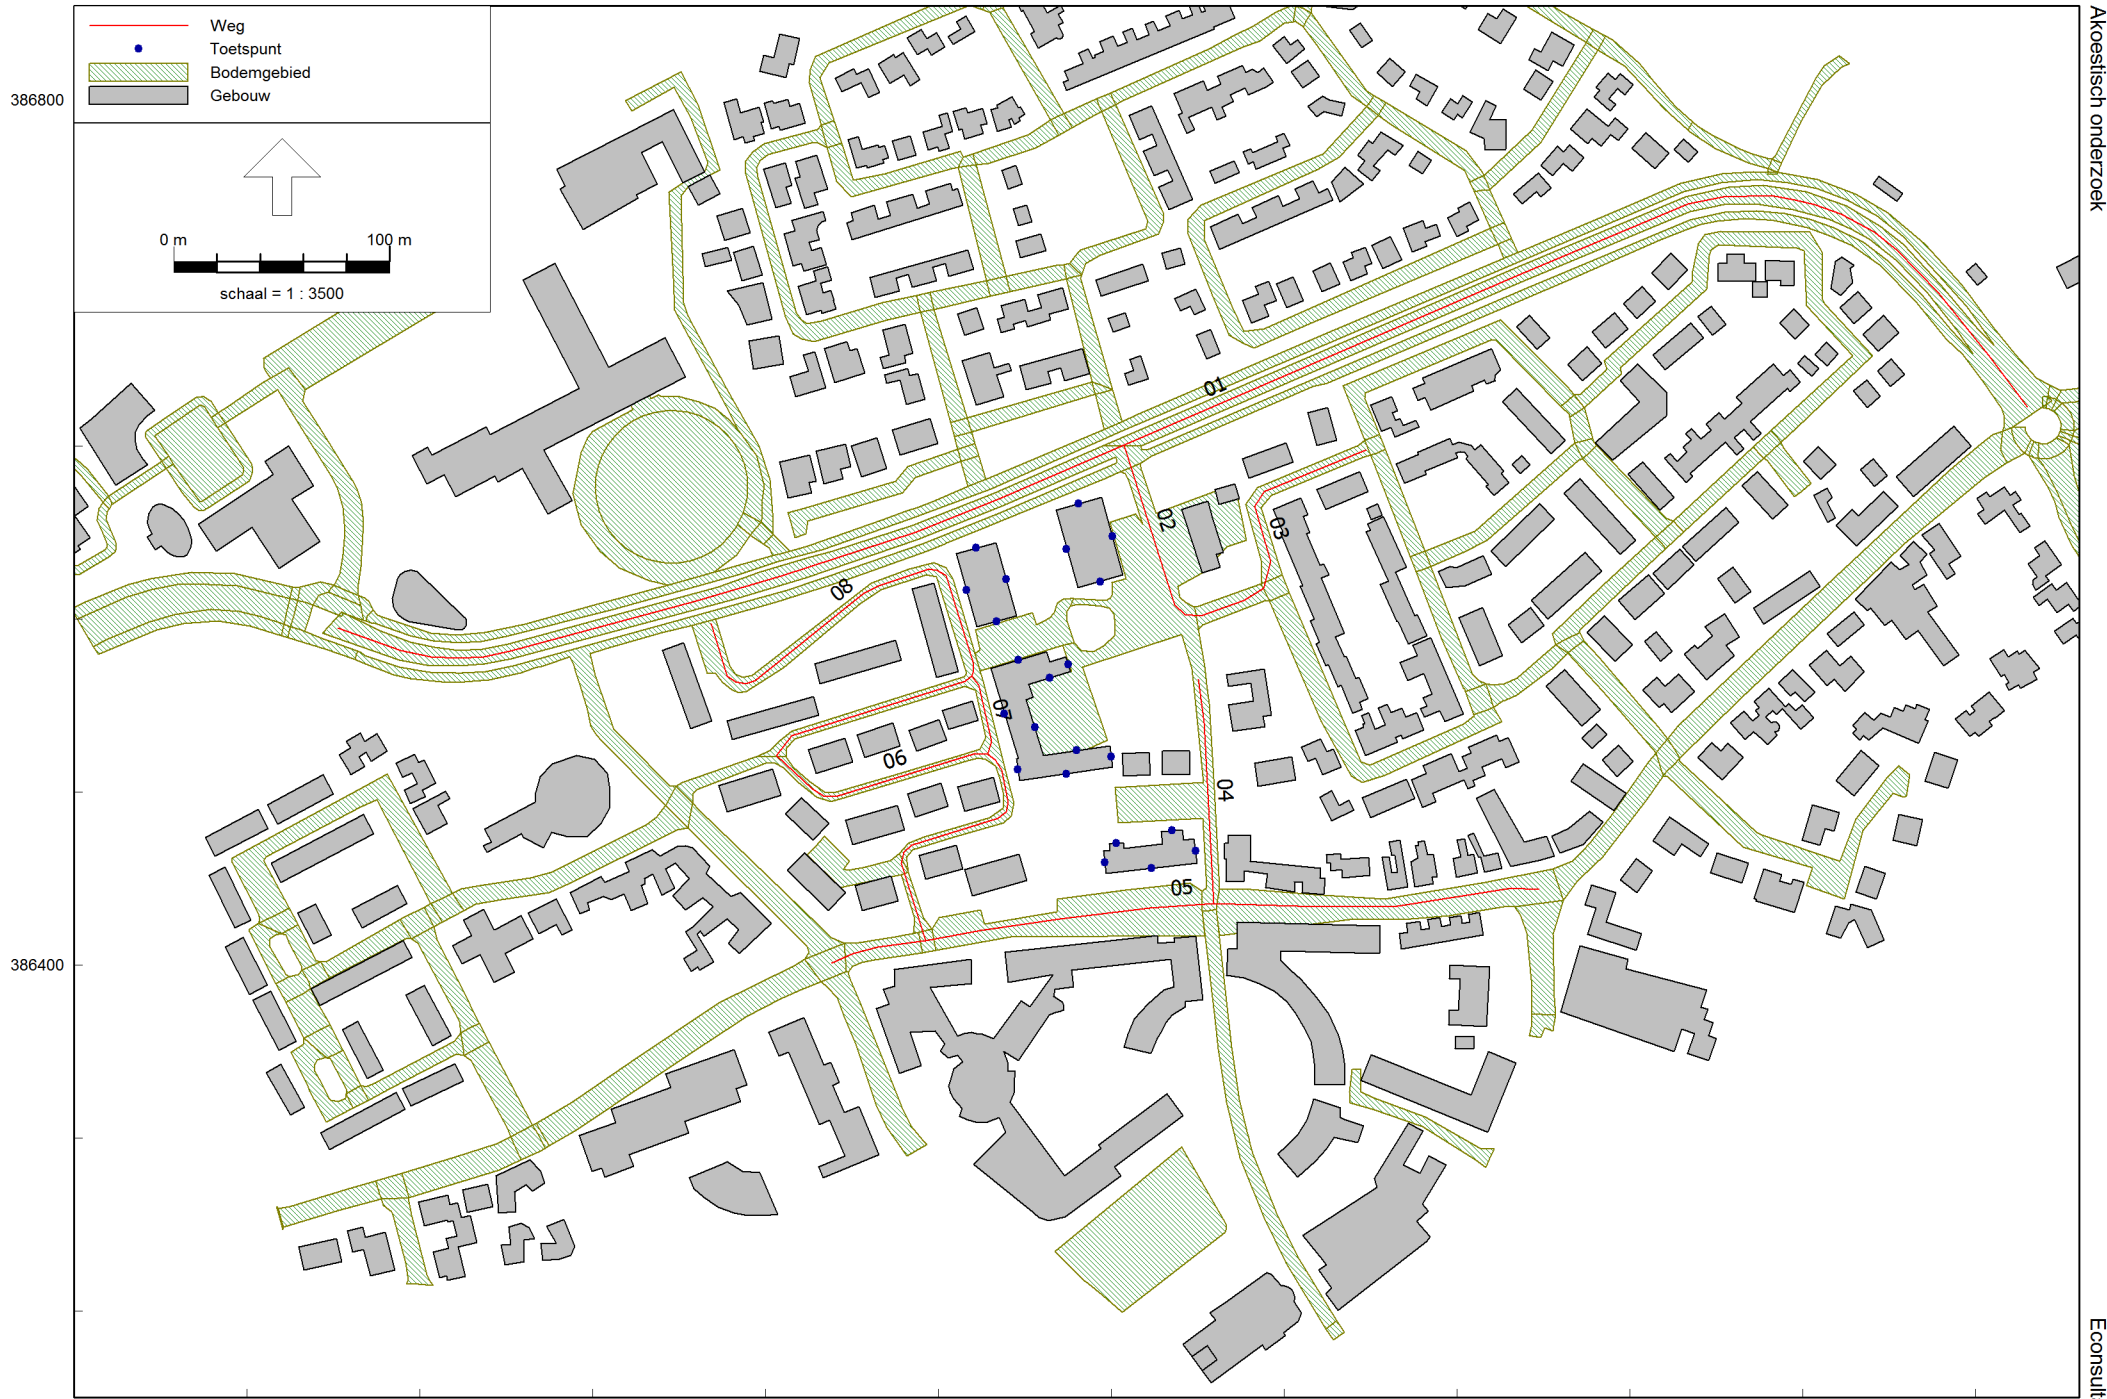 Weg
Toetspunt
Bodemgebied
Gebouw
0 m 100 m
schaal = 1 : 3500
386800
386400
01
02
03
08
07
06
04
05
Akoestisch onderzoek
Econsult